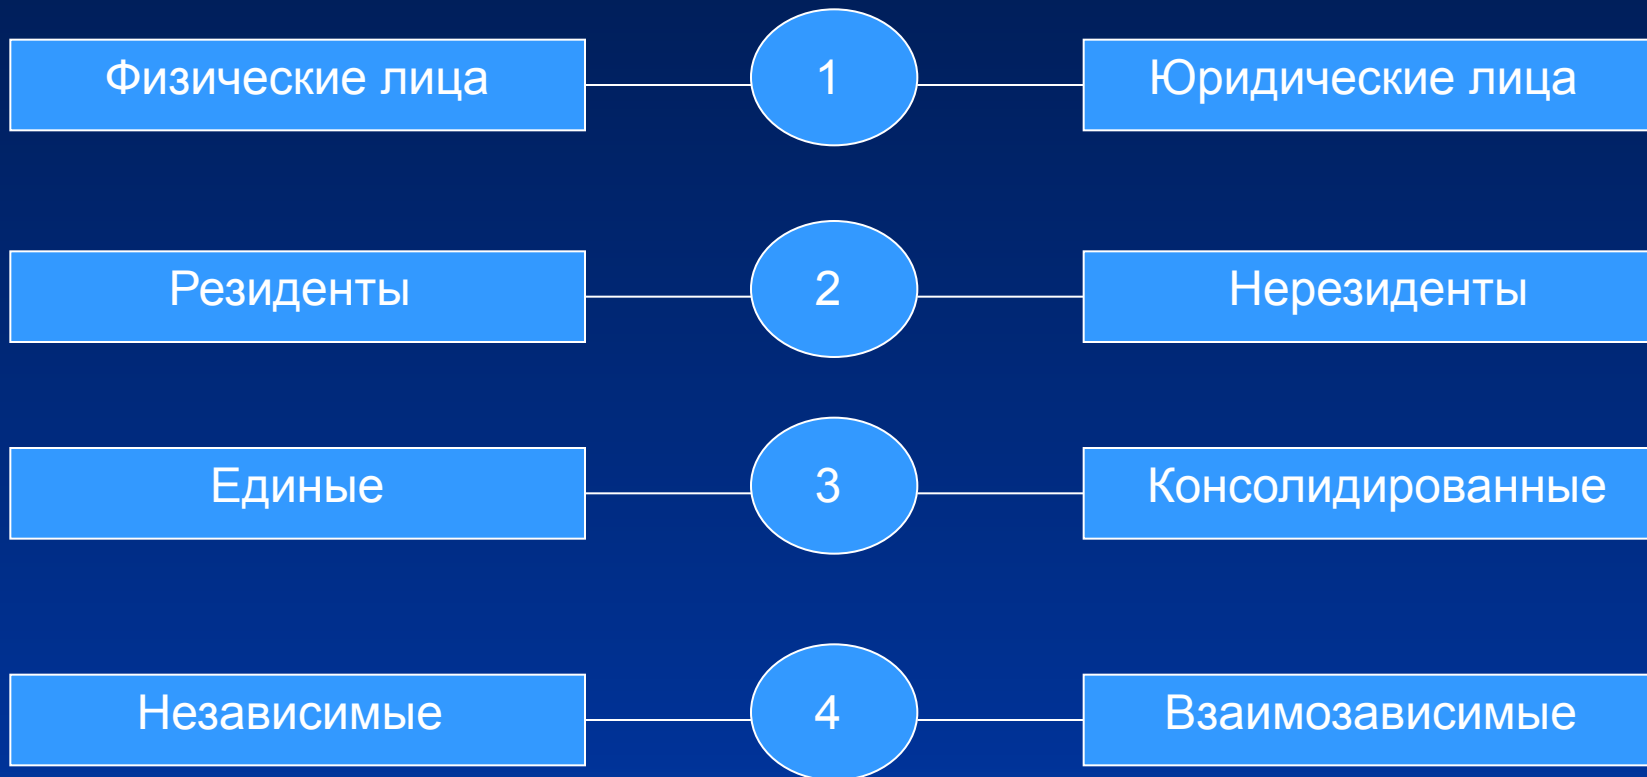 Физические лица 1 Юридические лица
Резиденты 2 Нерезиденты
Единые 3 Консолидированные
Независимые 4 Взаимозависимые